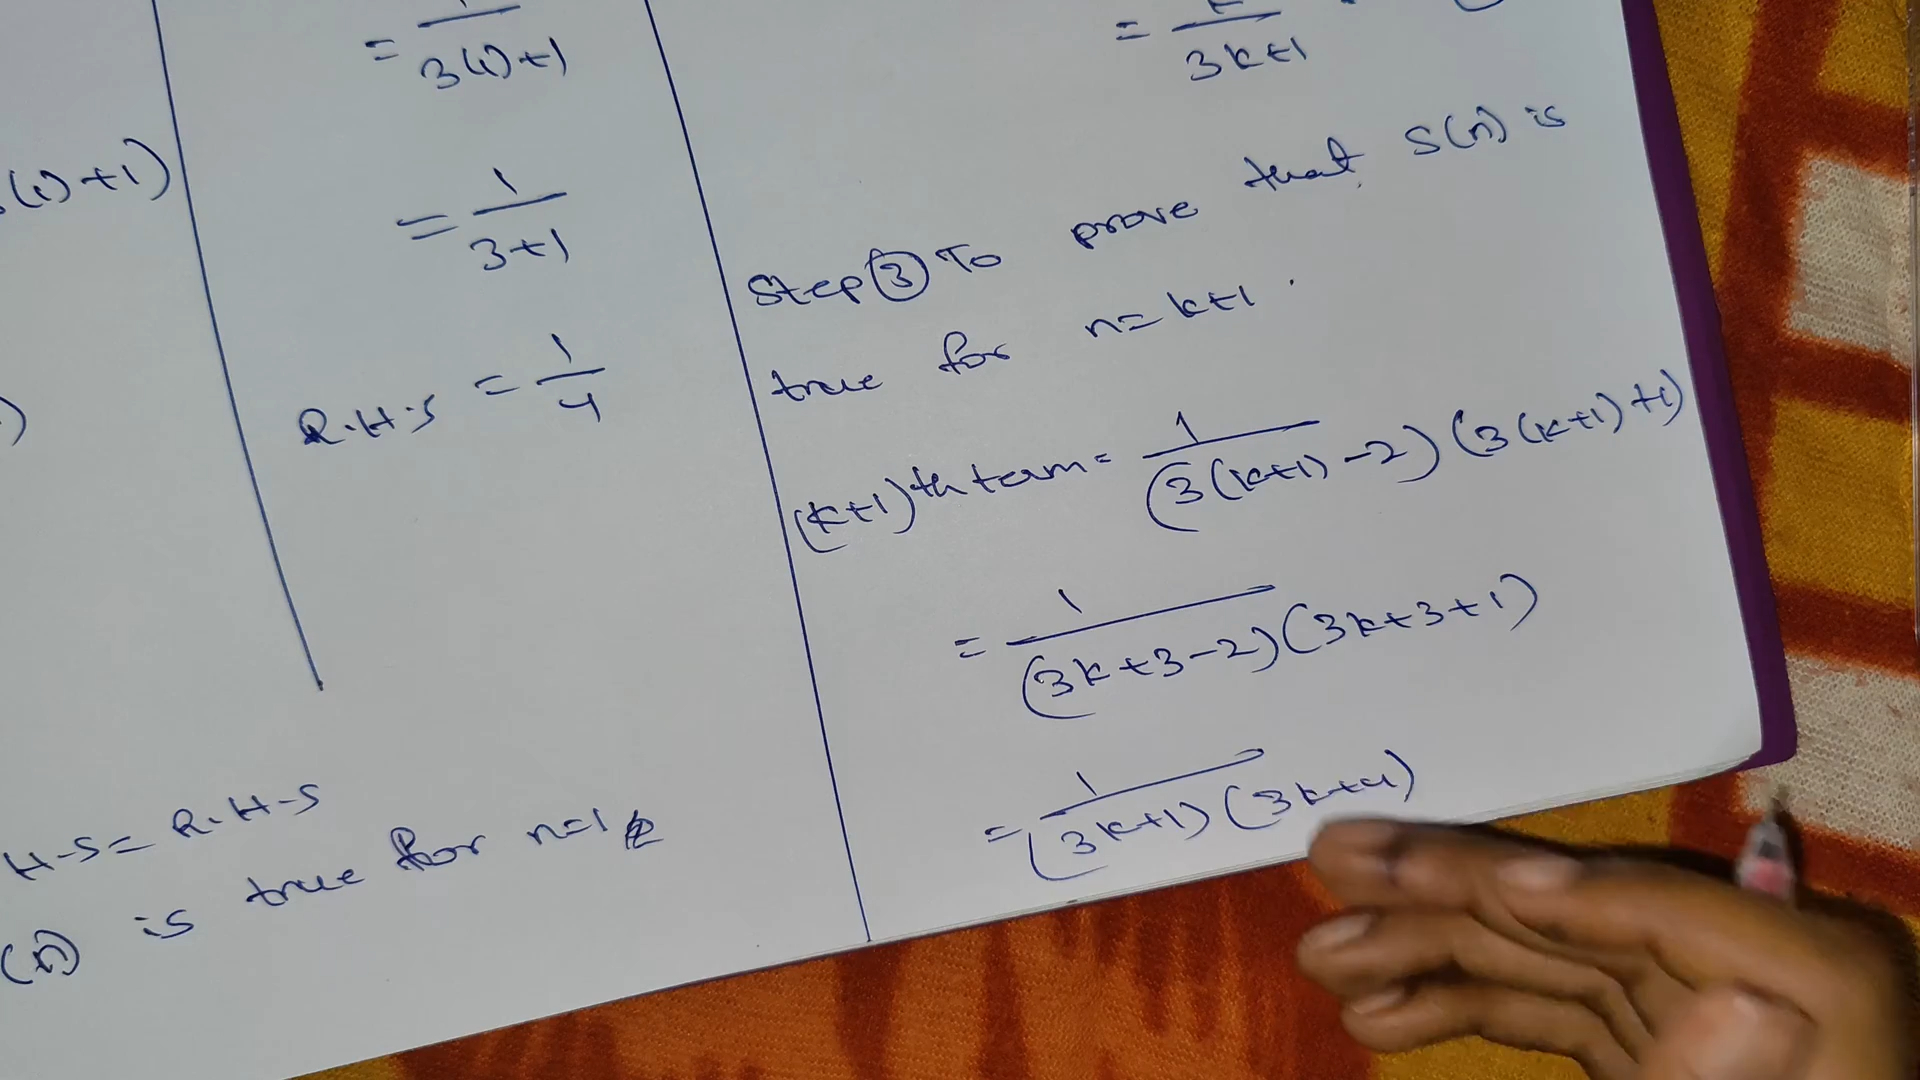 (1)+1)
)
H-S = R.H-S
(n) is true for n=1
= 1/(3(1)+1)
= 1/(3+1)
R.H.S = 1/4
= k/(3k+1)
Step ③ To prove that S(n) is
true for n=k+1.
(k+1)th term = 1/(3(k+1)-2)(3(k+1)+1)
= 1/(3k+3-2)(3k+3+1)
= 1/(3k+1)(3k+4)